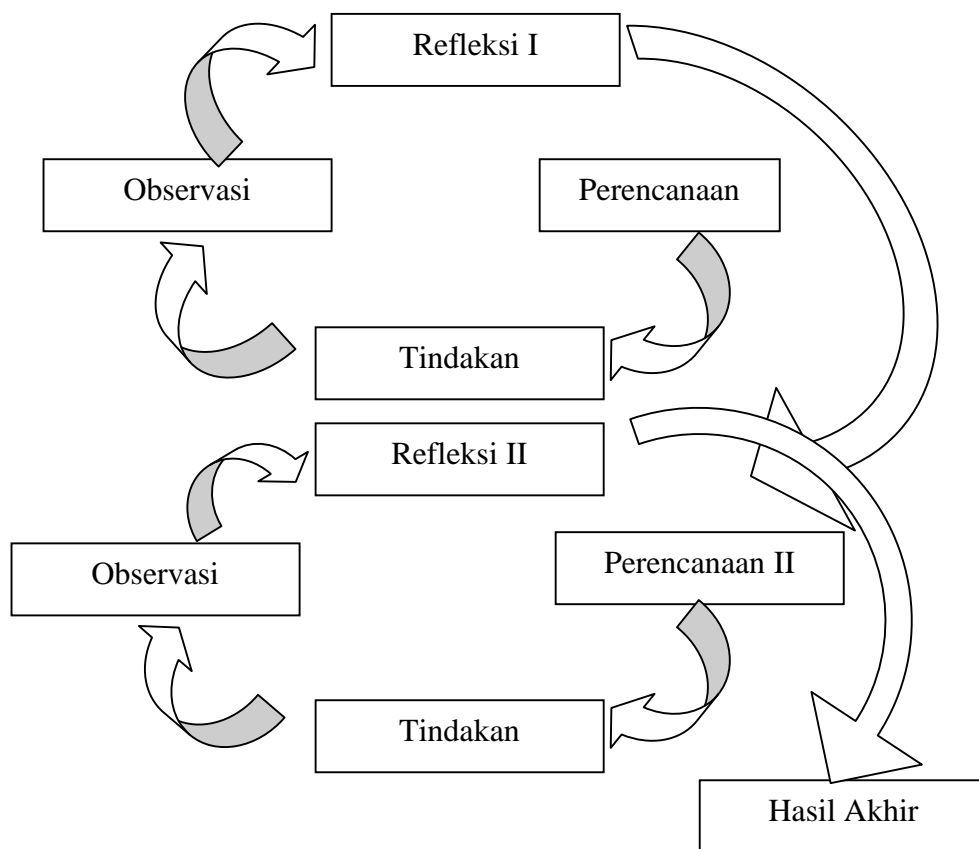 Refleksi I
Observasi
Perencanaan
Tindakan
Refleksi II
Observasi
Perencanaan II
Tindakan
Hasil Akhir